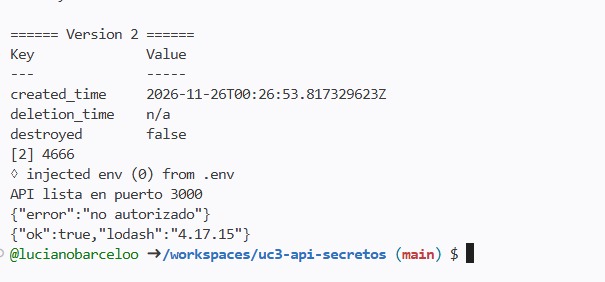 ====== Version 2 ======
Key             Value
---             -----
created_time    2026-11-26T00:26:53.817329623Z
deletion_time   n/a
destroyed       false
[2] 4666
◊ injected env (0) from .env
API lista en puerto 3000
{"error":"no autorizado"}
{"ok":true,"lodash":"4.17.15"}
@lucianobarceloo ➜/workspaces/uc3-api-secretos (main) $